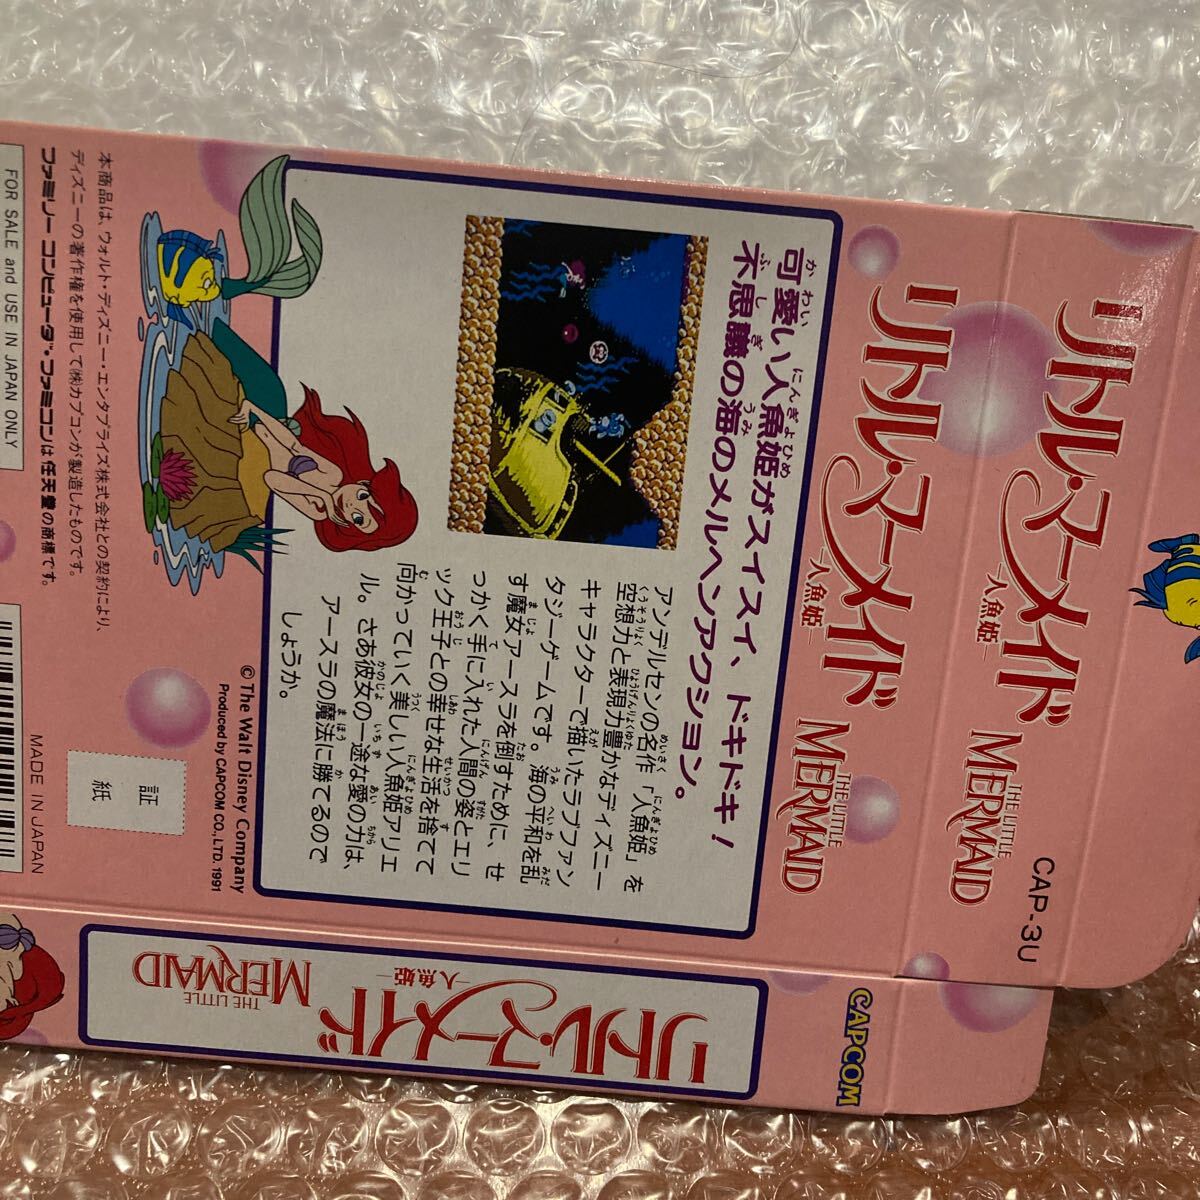 リトル・マーメイド
―人魚姫―
THE LITTLE
MERMAID
CAP-3U
リトル・マーメイド
―人魚姫―
THE LITTLE
MERMAID
可愛い人魚姫がスイスイ、ドキドキ!
不思議の海のメルヘンアクション。
アンデルセンの名作「人魚姫」を
空想力と表現力豊かなディズニー
キャラクターで描いたラブファン
タジーゲームです。海の平和を乱
す魔女アースラを倒すために、せ
っかく手に入れた人間の姿とエリ
ック王子との幸せな生活を捨てて
向かっていく美しい人魚姫アリエ
ル。さあ彼女の一途な愛の力は、
アースラの魔法に勝てるので
しょうか。
© The Walt Disney Company
Produced by CAPCOM CO., LTD. 1991
本商品は、ウォルト・ディズニー・エンタプライズ株式会社との契約により、
ディズニーの著作権を使用して(株)カプコンが製造したものです。
ファミリー コンピュータ・ファミコンは任天堂の商標です。
FOR SALE and USE IN JAPAN ONLY
証
紙
MADE IN JAPAN
CAPCOM
リトル・マーメイド
―人魚姫―
THE LITTLE
MERMAID